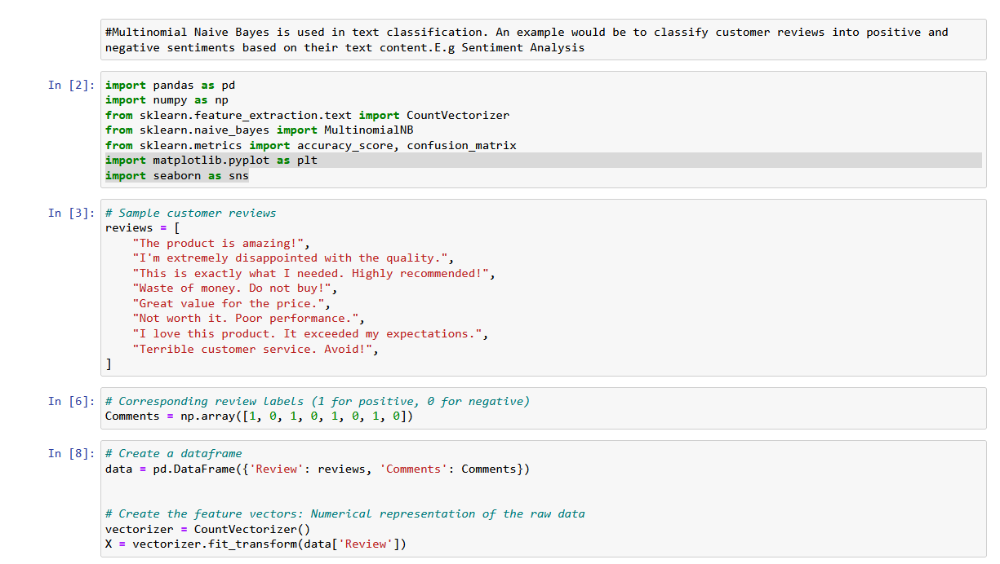 #Multinomial Naive Bayes is used in text classification. An example would be to classify customer reviews into positive and
negative sentiments based on their text content.E.g Sentiment Analysis
In [2]: import pandas as pd
import numpy as np
from sklearn.feature_extraction.text import CountVectorizer
from sklearn.naive_bayes import MultinomialNB
from sklearn.metrics import accuracy_score, confusion_matrix
import matplotlib.pyplot as plt
import seaborn as sns
In [3]: # Sample customer reviews
reviews = [
    "The product is amazing!",
    "I'm extremely disappointed with the quality.",
    "This is exactly what I needed. Highly recommended!",
    "Waste of money. Do not buy!",
    "Great value for the price.",
    "Not worth it. Poor performance.",
    "I love this product. It exceeded my expectations.",
    "Terrible customer service. Avoid!",
]
In [6]: # Corresponding review labels (1 for positive, 0 for negative)
Comments = np.array([1, 0, 1, 0, 1, 0, 1, 0])
In [8]: # Create a dataframe
data = pd.DataFrame({'Review': reviews, 'Comments': Comments})
# Create the feature vectors: Numerical representation of the raw data
vectorizer = CountVectorizer()
X = vectorizer.fit_transform(data['Review'])